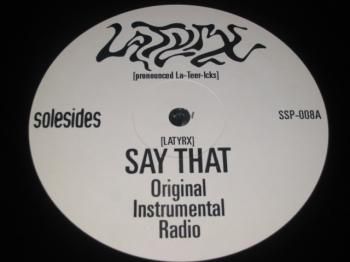 LATYRX
[pronounced La-Teer-Icks]
solesides
SSP-008A
[LATYRX]
SAY THAT
Original
Instrumental
Radio